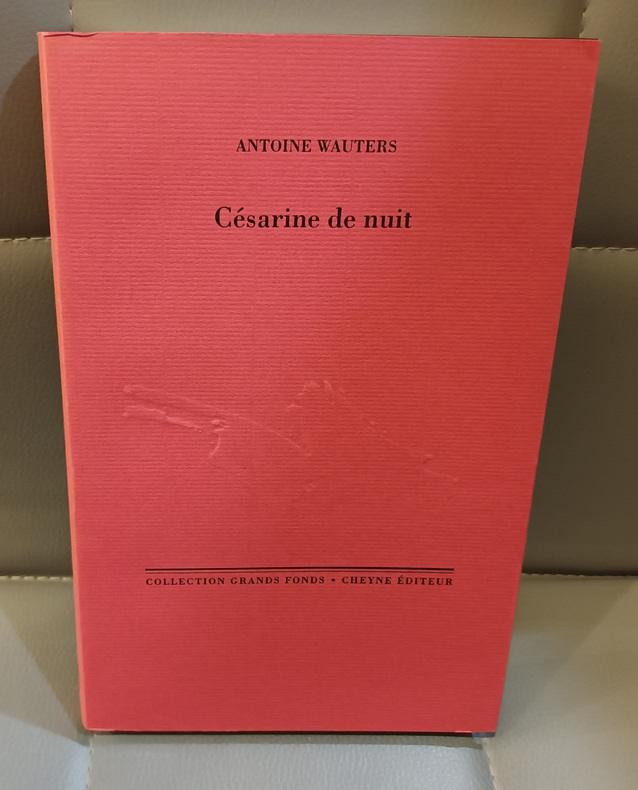 ANTOINE WAUTERS
Césarine de nuit
COLLECTION GRANDS FONDS • CHEYNE ÉDITEUR